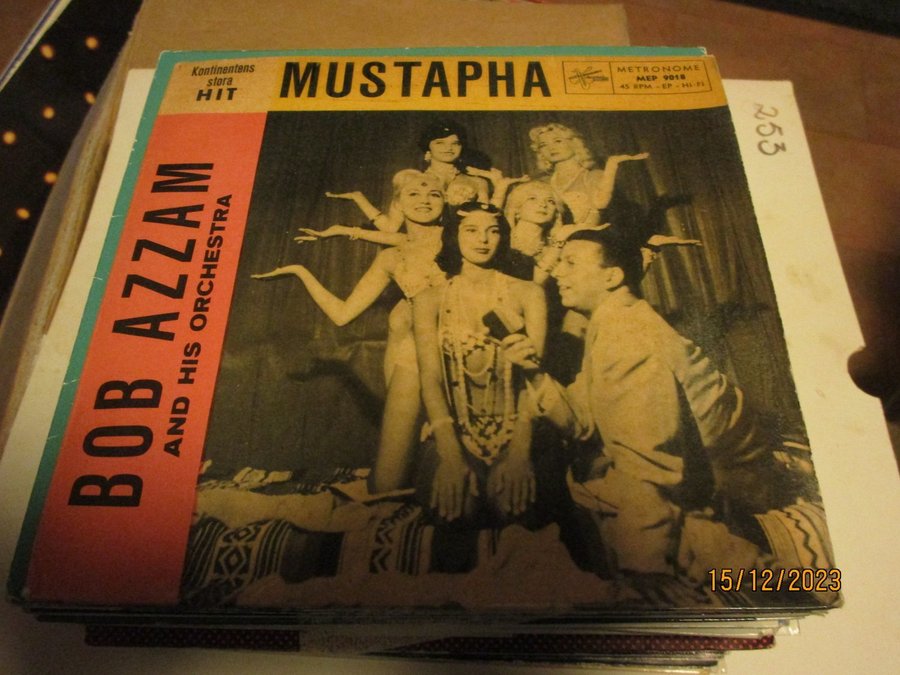 Kontinentens
stora
HIT
MUSTAPHA
METRONOME
MEP 9018
45 RPM - EP - HI-FI
BOB AZZAM
AND HIS ORCHESTRA
253
15/12/2023